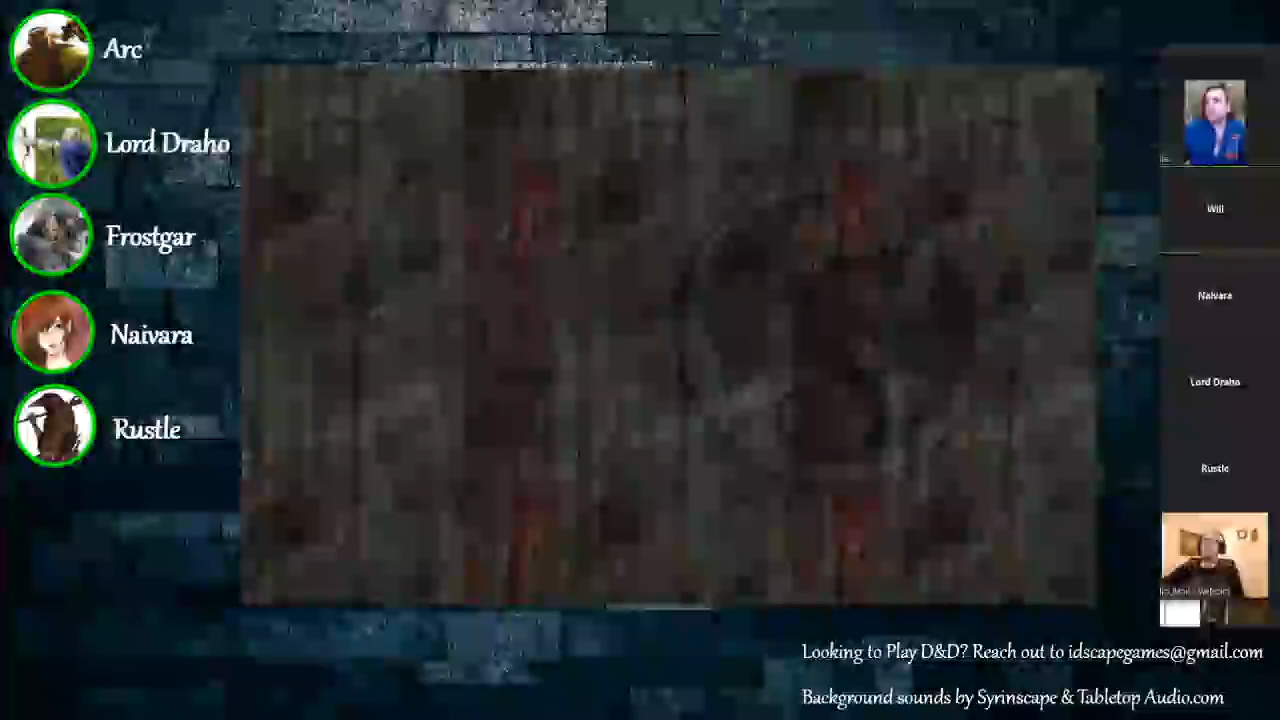 Arc
Lord Draho
Frostgar
Naivara
Rustle
Will
Naivara
Lord Draho
Rustle
Looking to Play D&D? Reach out to idscapegames@gmail.com
Background sounds by Syrinscape & Tabletop Audio.com